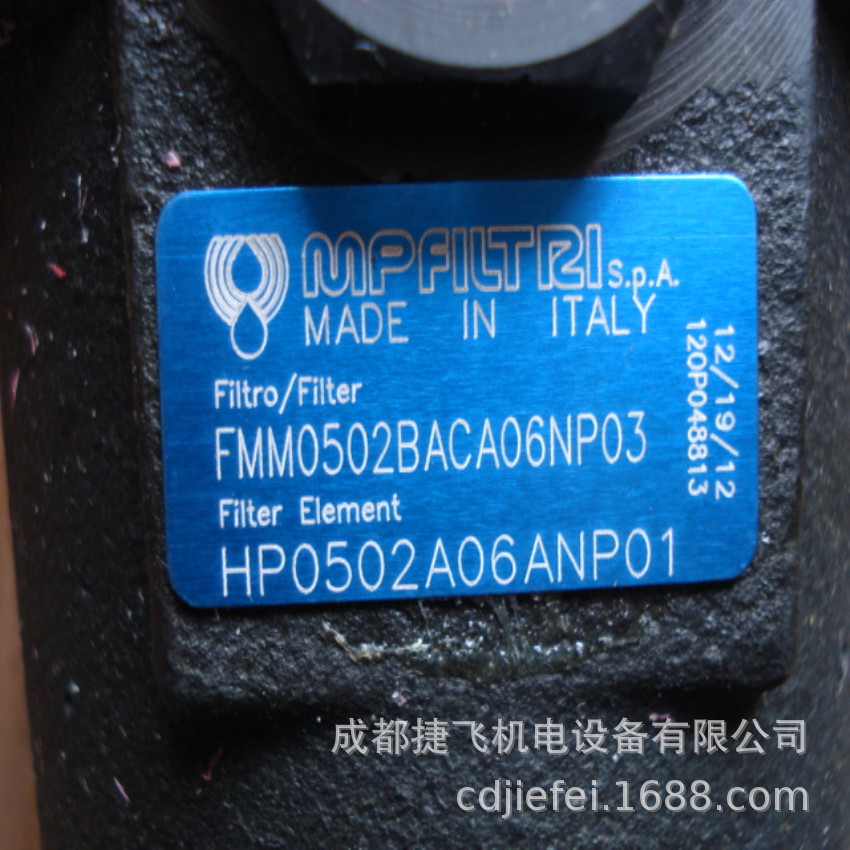 MPFILTRI S.p.A.
MADE IN ITALY
Filtro/Filter
FMM0502BACA06NP03
Filter Element
HP0502A06ANP01
12/19/12
120P048813
成都捷飞机电设备有限公司
cdjiefei.1688.com